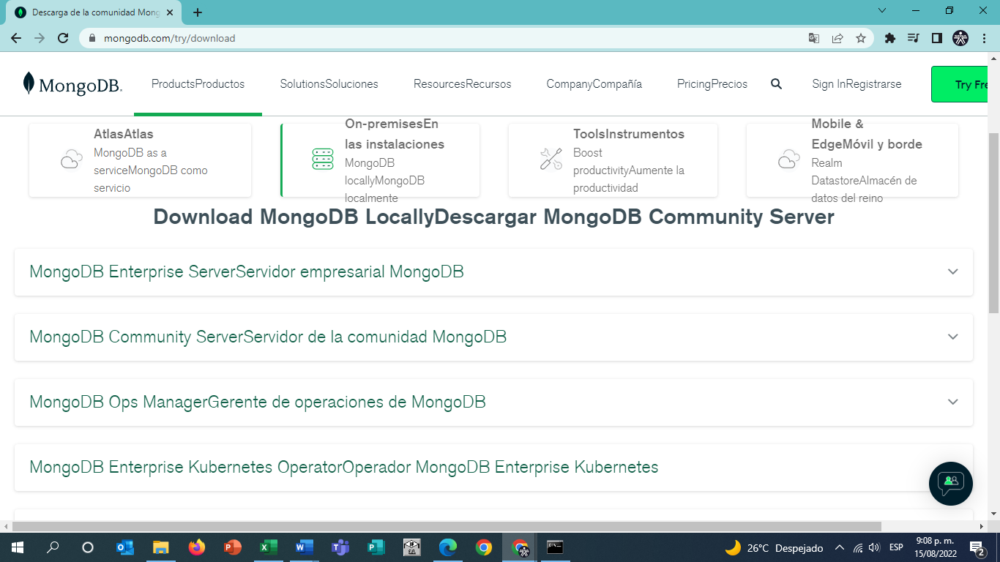 Descarga de la comunidad Mong
mongodb.com/try/download
MongoDB.
ProductsProductos
SolutionsSoluciones
ResourcesRecursos
CompanyCompañía
PricingPrecios
Sign InRegistrarse
Try Fre
AtlasAtlas
MongoDB as a
serviceMongoDB como
servicio
On-premisesEn
las instalaciones
MongoDB
locallyMongoDB
localmente
ToolsInstrumentos
Boost
productivityAumente la
productividad
Mobile &
EdgeMóvil y borde
Realm
DatastoreAlmacén de
datos del reino
Download MongoDB LocallyDescargar MongoDB Community Server
MongoDB Enterprise ServerServidor empresarial MongoDB
MongoDB Community ServerServidor de la comunidad MongoDB
MongoDB Ops ManagerGerente de operaciones de MongoDB
MongoDB Enterprise Kubernetes OperatorOperador MongoDB Enterprise Kubernetes
26°C Despejado
ESP
9:08 p. m.
15/08/2022
2